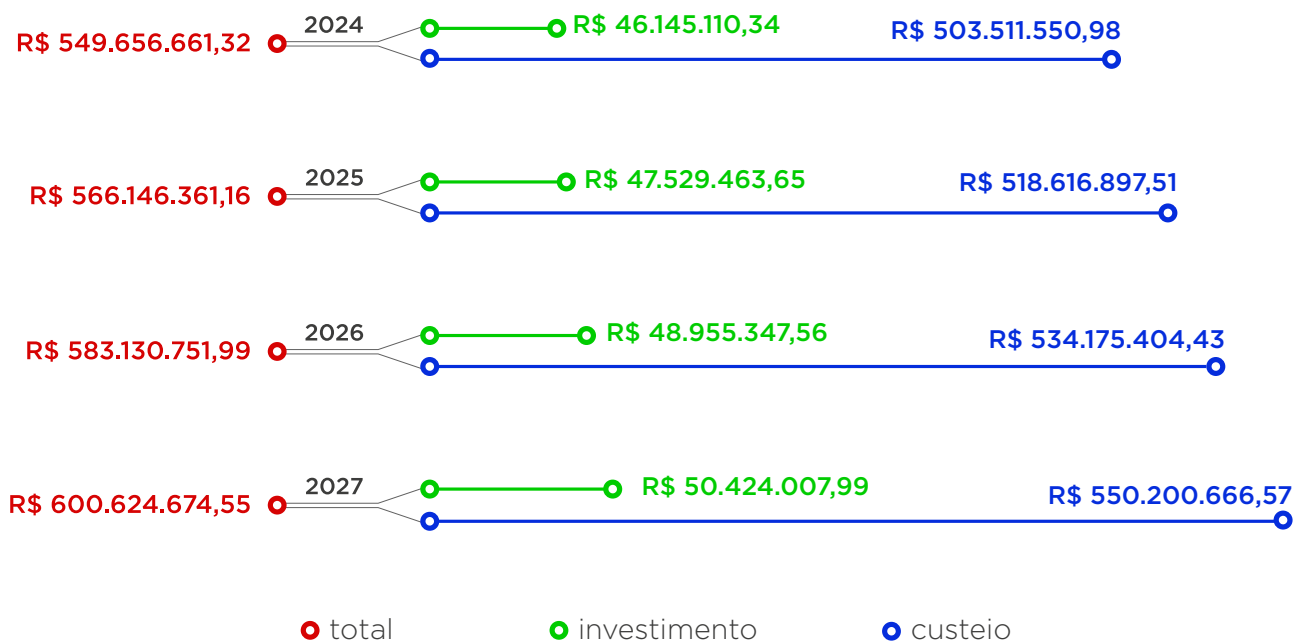 R$ 549.656.661,32
2024
R$ 46.145.110,34
R$ 503.511.550,98
R$ 566.146.361,16
2025
R$ 47.529.463,65
R$ 518.616.897,51
R$ 583.130.751,99
2026
R$ 48.955.347,56
R$ 534.175.404,43
R$ 600.624.674,55
2027
R$ 50.424.007,99
R$ 550.200.666,57
total
investimento
custeio